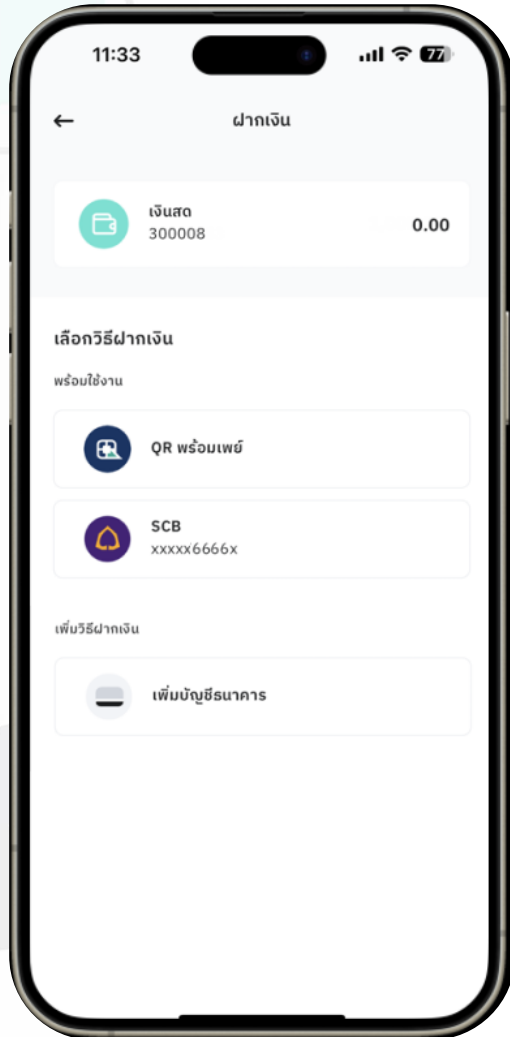 11:33
77
ฝากเงิน
เงินสด
300008
0.00
เลือกวิธีฝากเงิน
พร้อมใช้งาน
QR พร้อมเพย์
SCB
xxxxx6666x
เพิ่มวิธีฝากเงิน
เพิ่มบัญชีธนาคาร